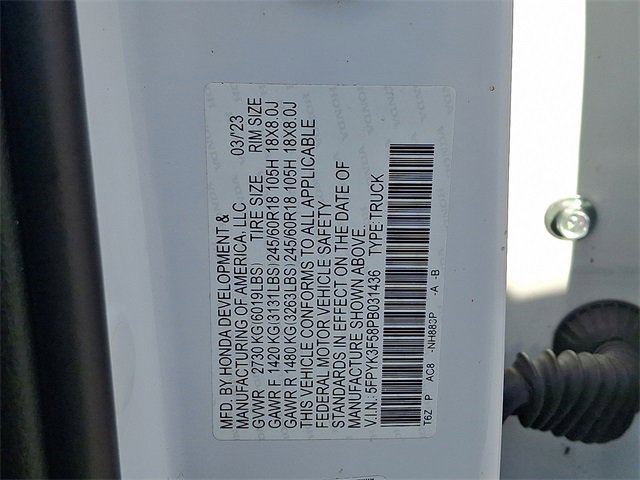 MFD. BY HONDA DEVELOPMENT &
MANUFACTURING OF AMERICA, LLC 03/'23
GVWR 2730 KG(6019LBS) TIRE SIZE RIM SIZE
GAWR F 1420 KG(3131LBS) 245/60R18 105H 18X8.0J
GAWR R 1480 KG(3263LBS) 245/60R18 105H 18X8.0J
THIS VEHICLE CONFORMS TO ALL APPLICABLE
FEDERAL MOTOR VEHICLE SAFETY
STANDARDS IN EFFECT ON THE DATE OF
MANUFACTURE SHOWN ABOVE.
V.I.N.: 5FPYK3F58PB031436 TYPE:TRUCK
T6Z P AC8 -NH883P -A -B